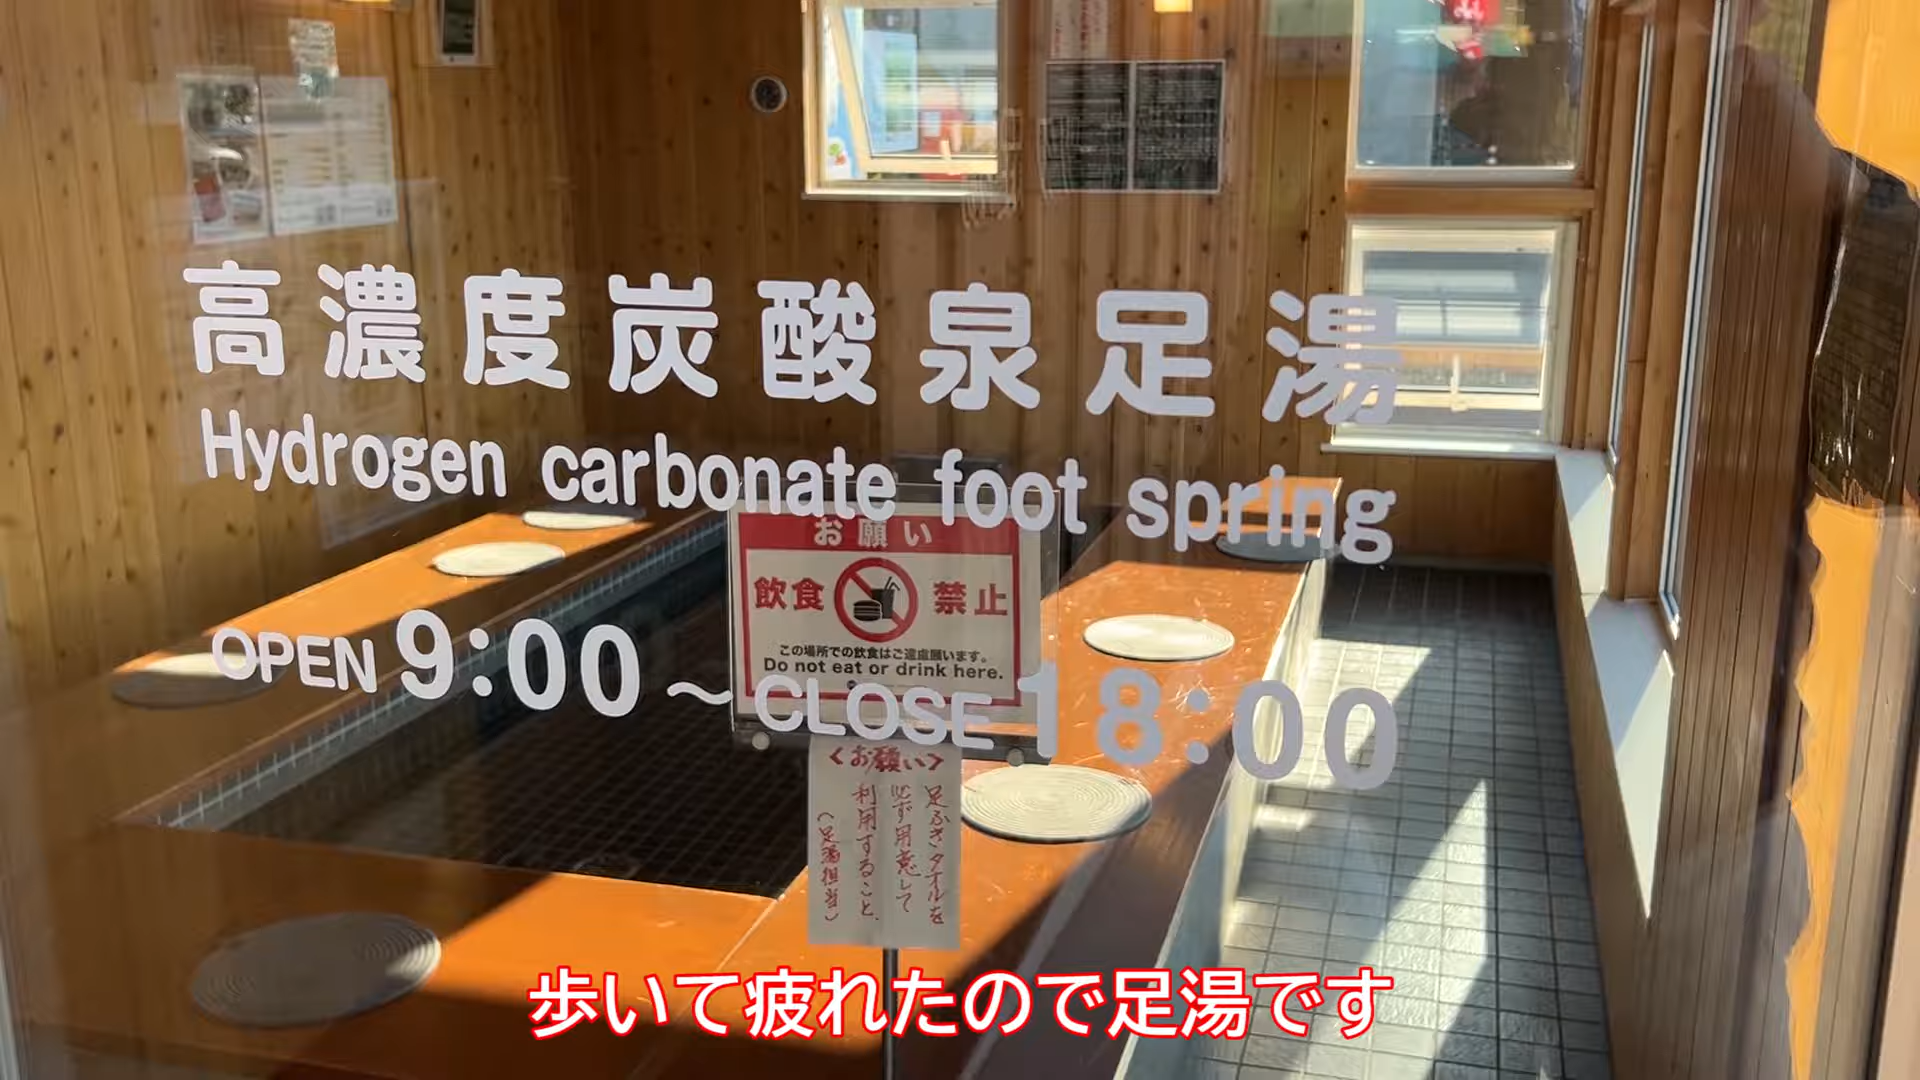 高濃度炭酸泉足湯
Hydrogen carbonate foot spring
OPEN 9:00～CLOSE 18:00
お願い
飲食禁止
この場所での飲食はご遠慮願います。
Do not eat or drink here.
＜お願い＞
足ふきタオルを
必ず用意して
利用すること。
（足湯担当）
歩いて疲れたので足湯です